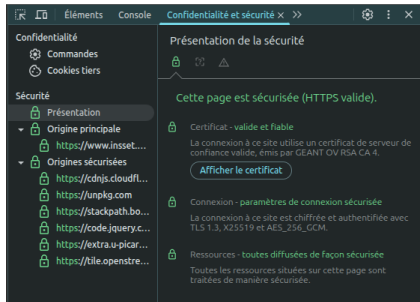 Éléments Console Confidentialité et sécurité × >>
Confidentialité
Commandes
Cookies tiers
Sécurité
Présentation
Origine principale
https://www.insset....
Origines sécurisées
https://cdnjs.cloudfl...
https://unpkg.com
https://stackpath.bo...
https://code.jquery.c...
https://extra.u-picar...
https://tile.openstre...
Présentation de la sécurité
Cette page est sécurisée (HTTPS valide).
Certificat - valide et fiable
La connexion à ce site utilise un certificat de serveur de
confiance valide, émis par GEANT OV RSA CA 4.
Afficher le certificat
Connexion - paramètres de connexion sécurisée
La connexion à ce site est chiffrée et authentifiée avec
TLS 1.3, X25519 et AES_256_GCM.
Ressources - toutes diffusées de façon sécurisée
Toutes les ressources situées sur cette page sont
traitées de manière sécurisée.